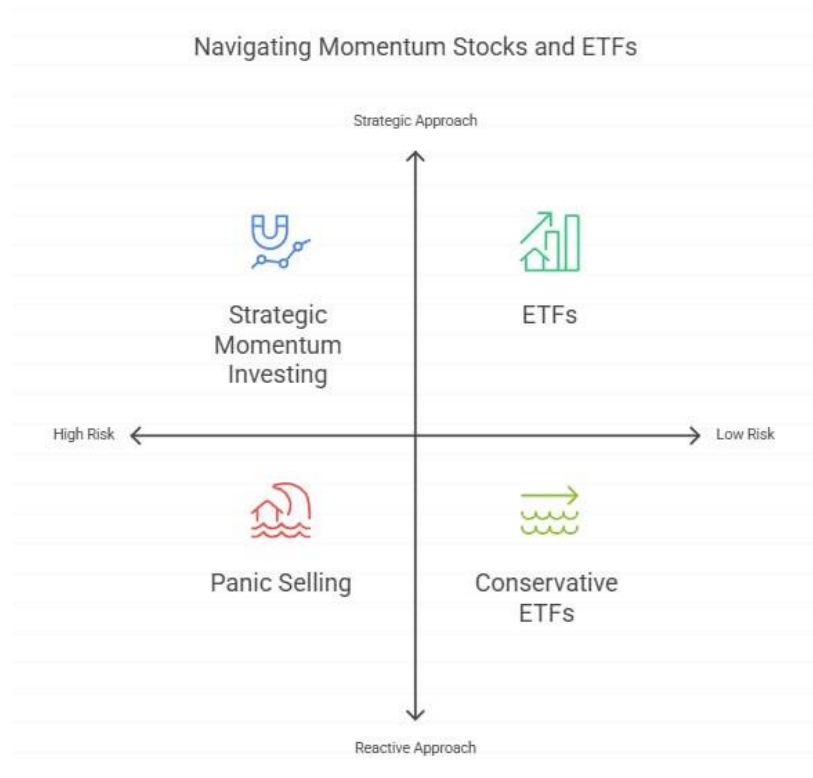 Navigating Momentum Stocks and ETFs
Strategic Approach
Strategic
Momentum
Investing
ETFs
High Risk
Low Risk
Panic Selling
Conservative
ETFs
Reactive Approach